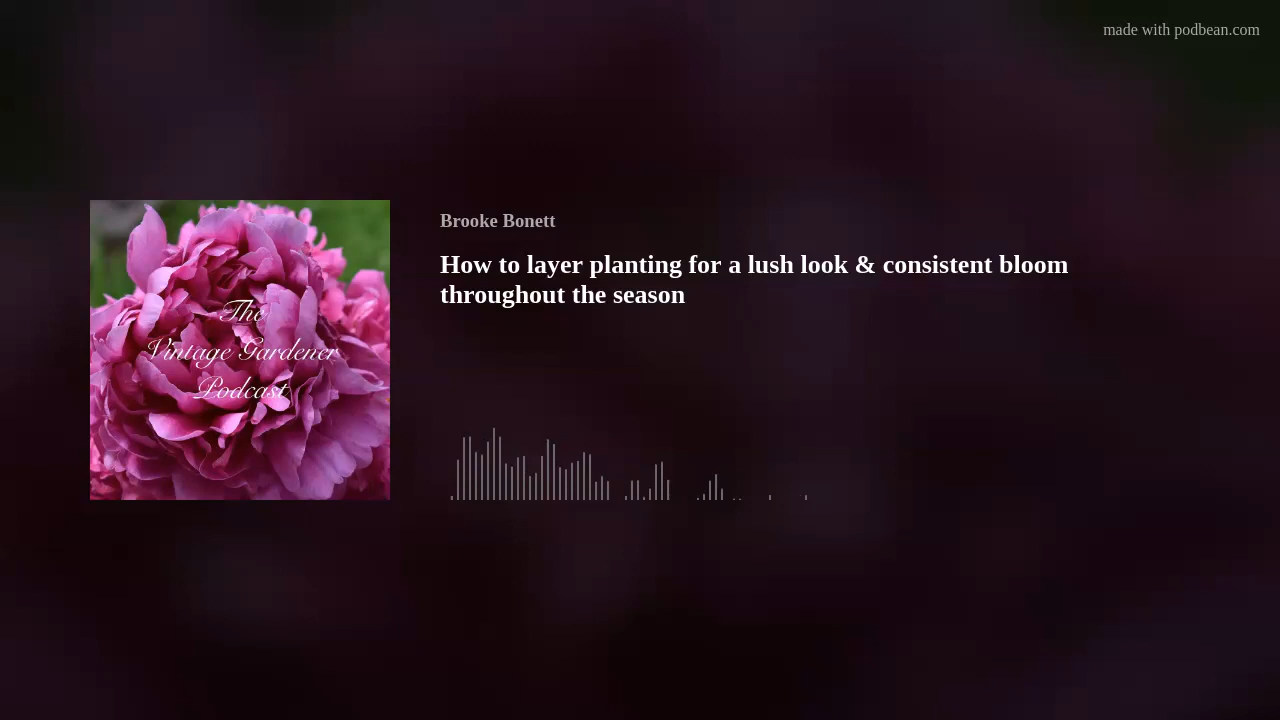 made with podbean.com
The
Vintage Gardener
Podcast
Brooke Bonett
How to layer planting for a lush look & consistent bloom
throughout the season